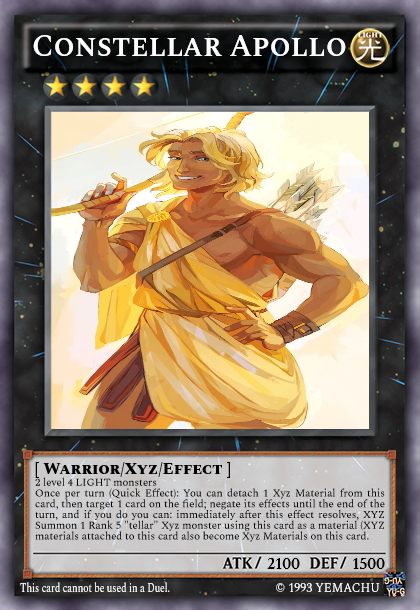 CONSTELLAR APOLLO
LIGHT
光
[ WARRIOR/XYZ/EFFECT ]
2 level 4 LIGHT monsters
Once per turn (Quick Effect): You can detach 1 Xyz Material from this
card, then target 1 card on the field; negate its effects until the end of the
turn, and if you do you can: immediately after this effect resolves, XYZ
Summon 1 Rank 5 "tellar" Xyz monster using this card as a material (XYZ
materials attached to this card also become Xyz Materials on this card.
ATK / 2100 DEF / 1500
This card cannot be used in a Duel.
© 1993 YEMACHU